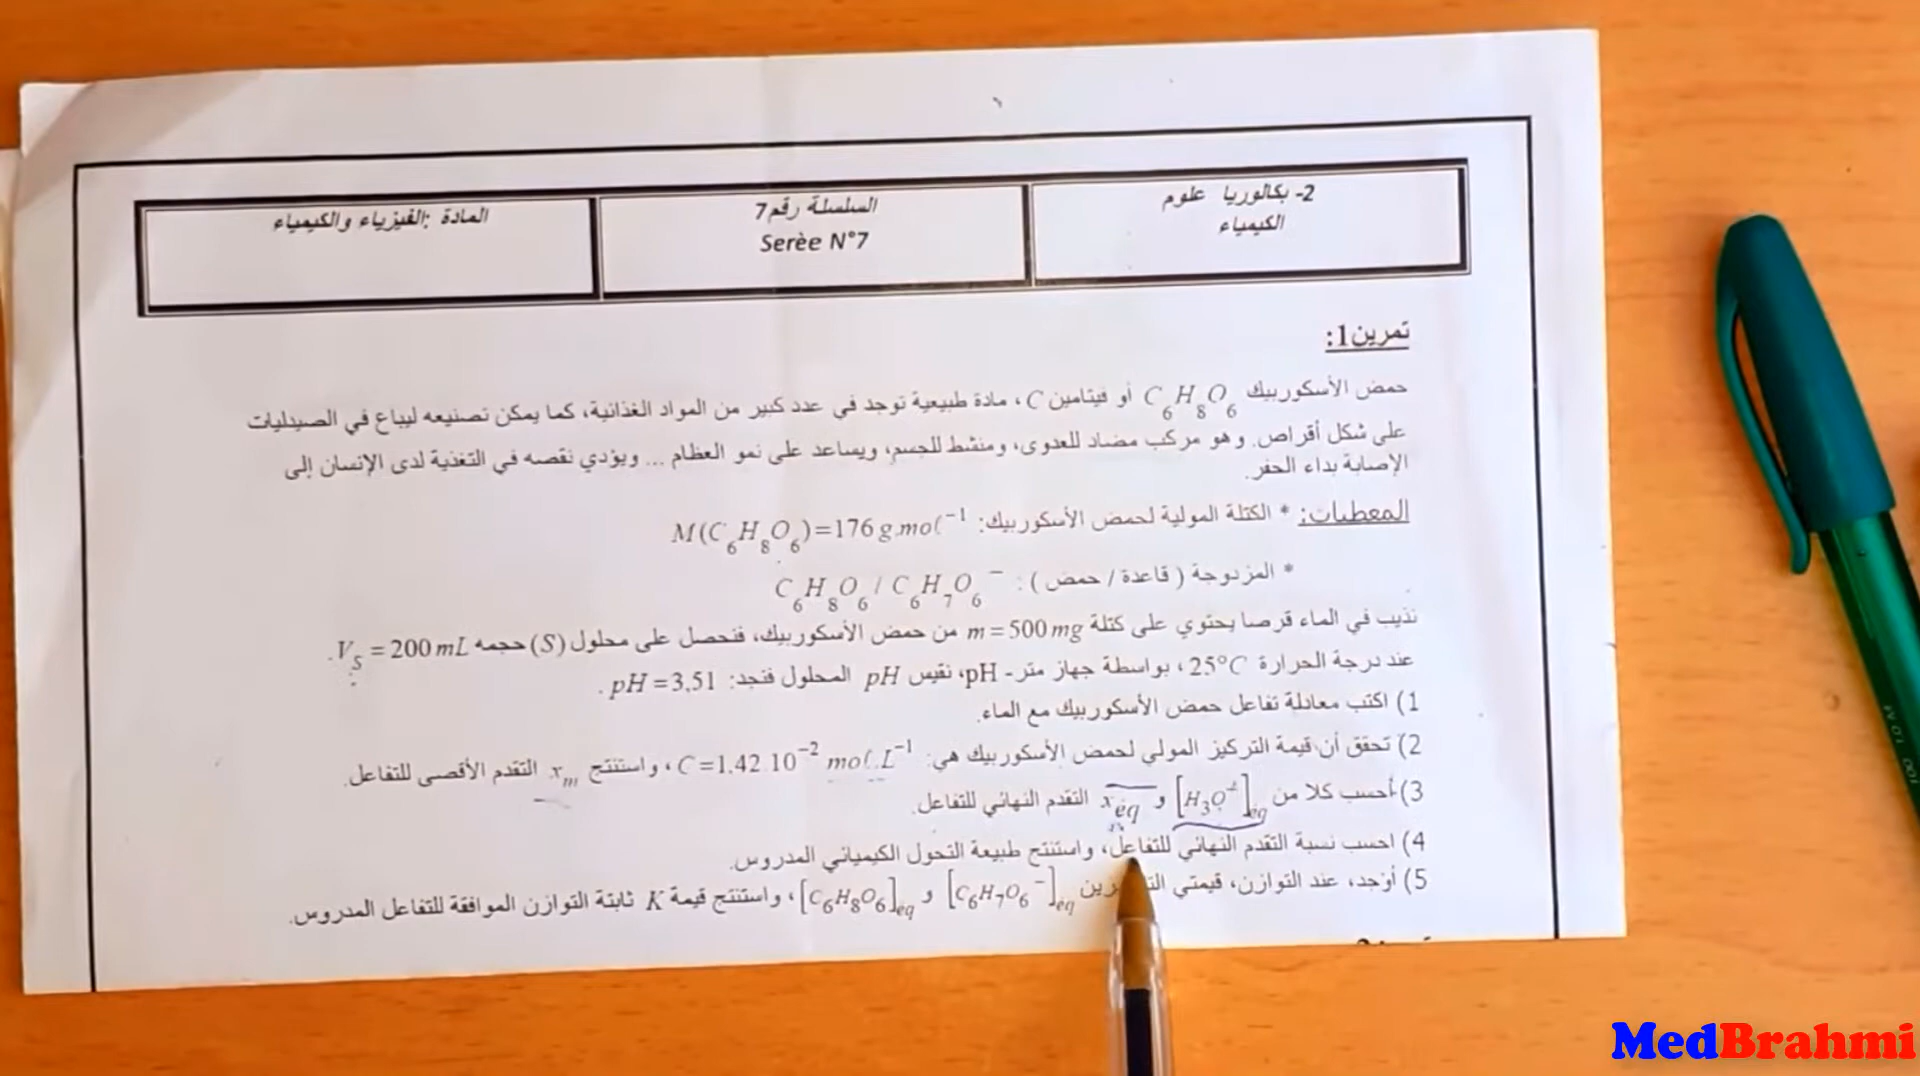 2- بكالوريا علوم
الكيمياء
السلسلة رقم 7
Serèe N°7
المادة :الفيزياء والكيمياء
تمرين1:
حمض الأسكوربيك C6H8O6 أو فيتامين C، مادة طبيعية توجد في عدد كبير من المواد الغذائية، كما يمكن تصنيعه ليباع في الصيدليات
على شكل أقراص. وهو مركب مضاد للعدوى، ومنشط للجسم، ويساعد على نمو العظام ... ويؤدي نقصه في التغذية لدى الإنسان إلى
الإصابة بداء الحفر.
المعطيات: * الكتلة المولية لحمض الأسكوربيك: M(C6H8O6)=176 g.mol⁻¹
* المزدوجة ( قاعدة / حمض ) : C6H8O6 / C6H7O6⁻
نذيب في الماء قرصا يحتوي على كتلة m=500 mg من حمض الأسكوربيك، فنحصل على محلول (S) حجمه VS = 200 mL.
عند درجة الحرارة 25°C، بواسطة جهاز متر- pH، نقيس pH المحلول فنجد: pH=3,51 .
1) اكتب معادلة تفاعل حمض الأسكوربيك مع الماء.
2) تحقق أن قيمة التركيز المولي لحمض الأسكوربيك هي: C=1,42.10⁻² mol.L⁻¹، واستنتج xm التقدم الأقصى للتفاعل.
3) أحسب كلا من [H3O⁺]éq و xéq التقدم النهائي للتفاعل.
4) احسب نسبة التقدم النهائي للتفاعل، واستنتج طبيعة التحول الكيميائي المدروس.
5) أوجد، عند التوازن، قيمتي [C6H7O6⁻]éq و [C6H8O6]éq، واستنتج قيمة K ثابتة التوازن الموافقة للتفاعل المدروس.
MedBrahmi